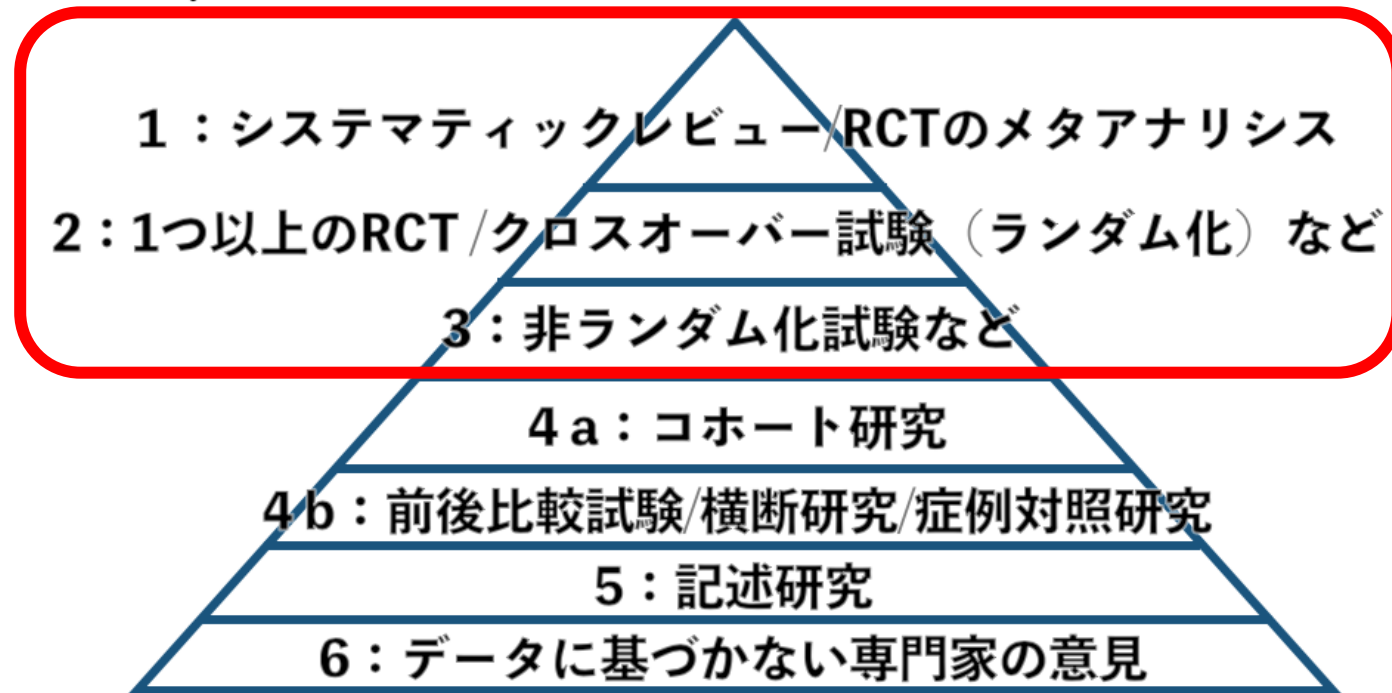 1：システマティックレビュー/RCTのメタアナリシス
2：1つ以上のRCT/クロスオーバー試験（ランダム化）など
3：非ランダム化試験など
4a：コホート研究
4b：前後比較試験/横断研究/症例対照研究
5：記述研究
6：データに基づかない専門家の意見